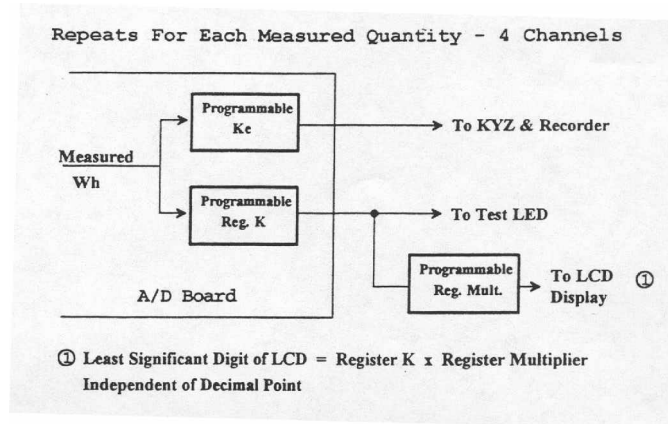 Repeats For Each Measured Quantity - 4 Channels
Programmable
Ke
To KYZ & Recorder
Measured
Wh
Programmable
Reg. K
To Test LED
Programmable
Reg. Mult.
To LCD
Display
①
A/D Board
① Least Significant Digit of LCD = Register K x Register Multiplier
Independent of Decimal Point